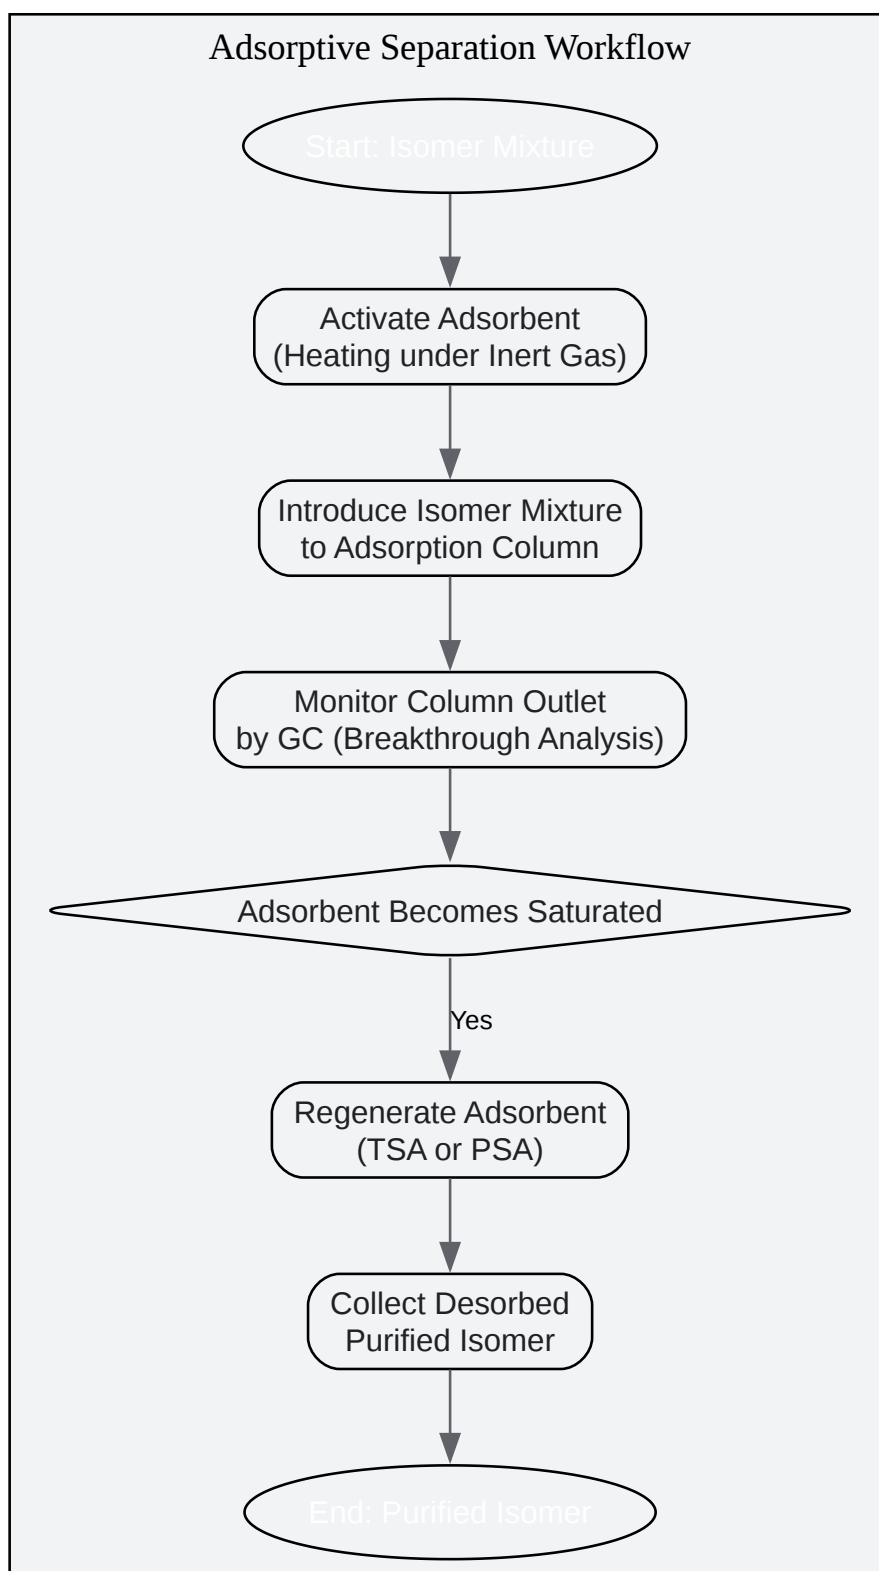 Adsorptive Separation Workflow
Start: Isomer Mixture
Activate Adsorbent
(Heating under Inert Gas)
Introduce Isomer Mixture
to Adsorption Column
Monitor Column Outlet
by GC (Breakthrough Analysis)
Adsorbent Becomes Saturated
Yes
Regenerate Adsorbent
(TSA or PSA)
Collect Desorbed
Purified Isomer
End: Purified Isomer